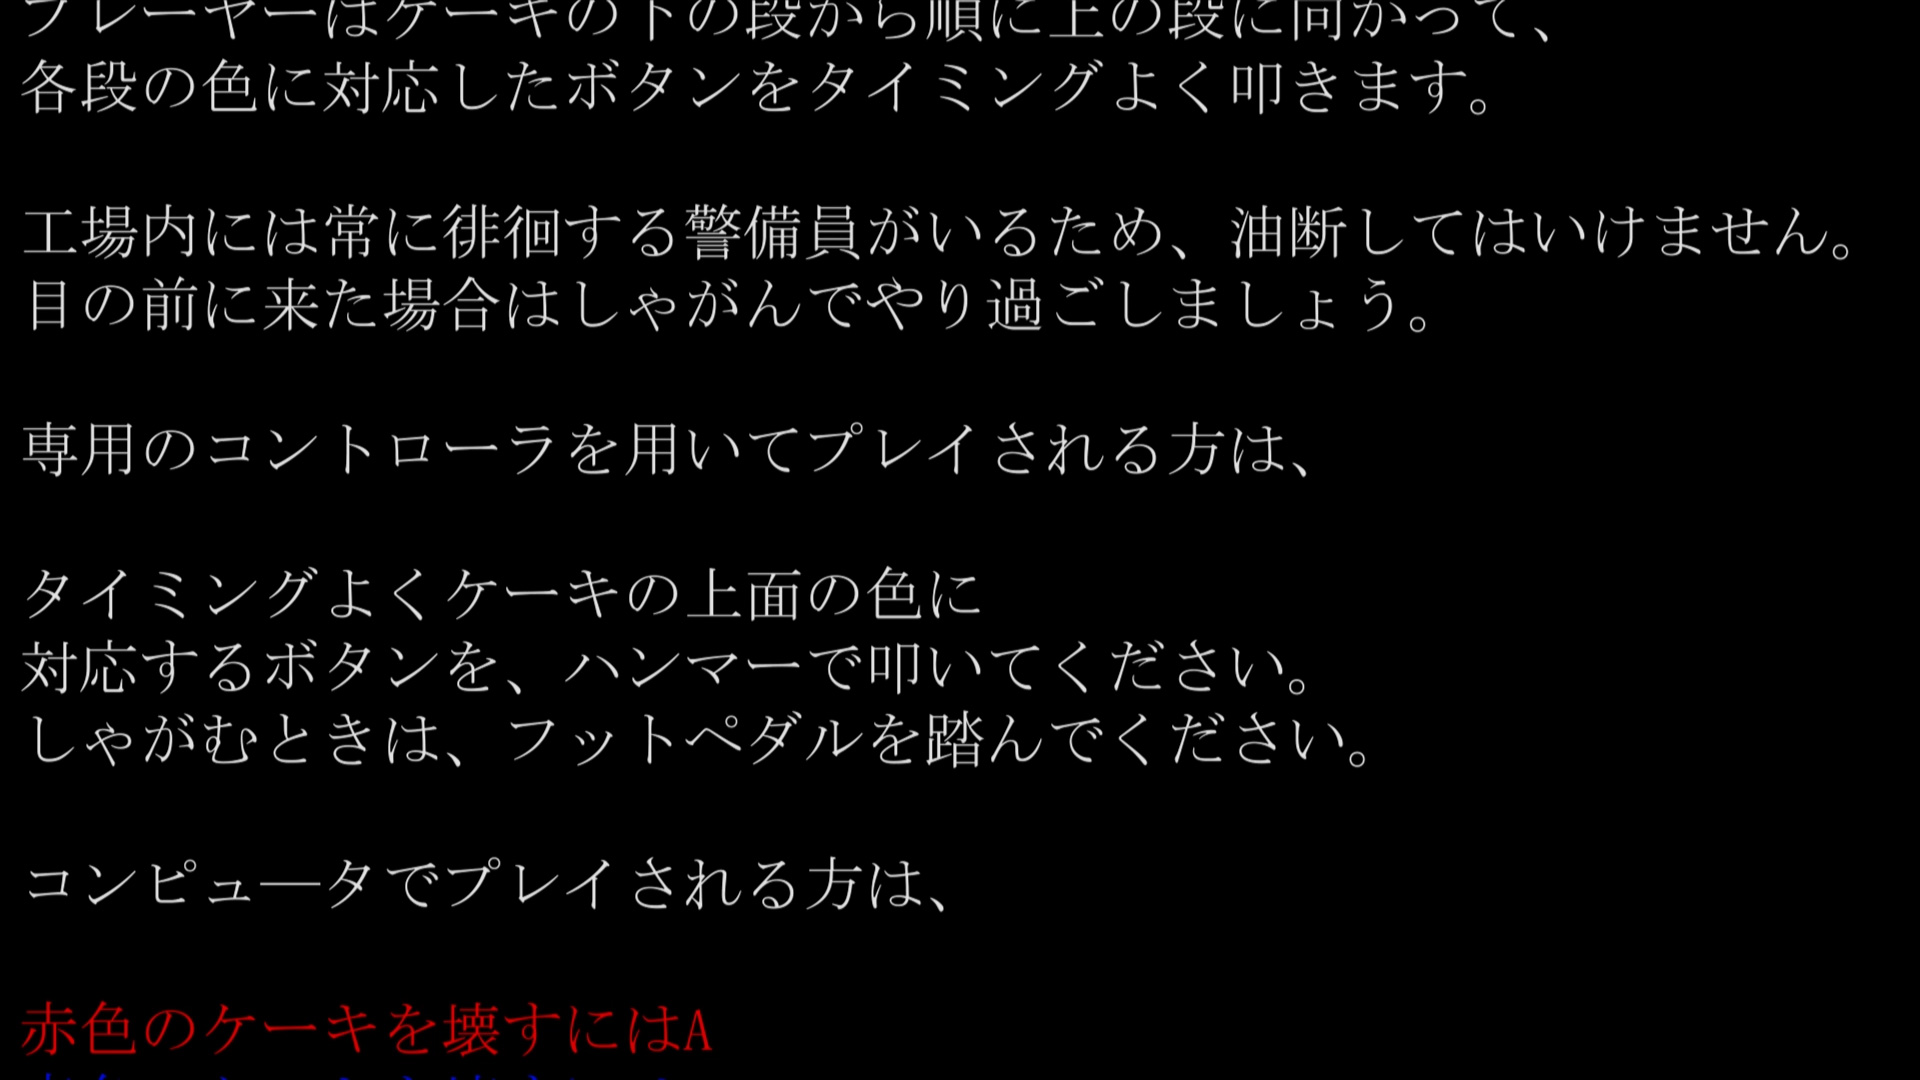 プレーヤーはケーキの下の段から順に上の段に向かって、
各段の色に対応したボタンをタイミングよく叩きます。
工場内には常に徘徊する警備員がいるため、油断してはいけません。
目の前に来た場合はしゃがんでやり過ごしましょう。
専用のコントローラを用いてプレイされる方は、
タイミングよくケーキの上面の色に
対応するボタンを、ハンマーで叩いてください。
しゃがむときは、フットペダルを踏んでください。
コンピュ―タでプレイされる方は、
赤色のケーキを壊すにはA